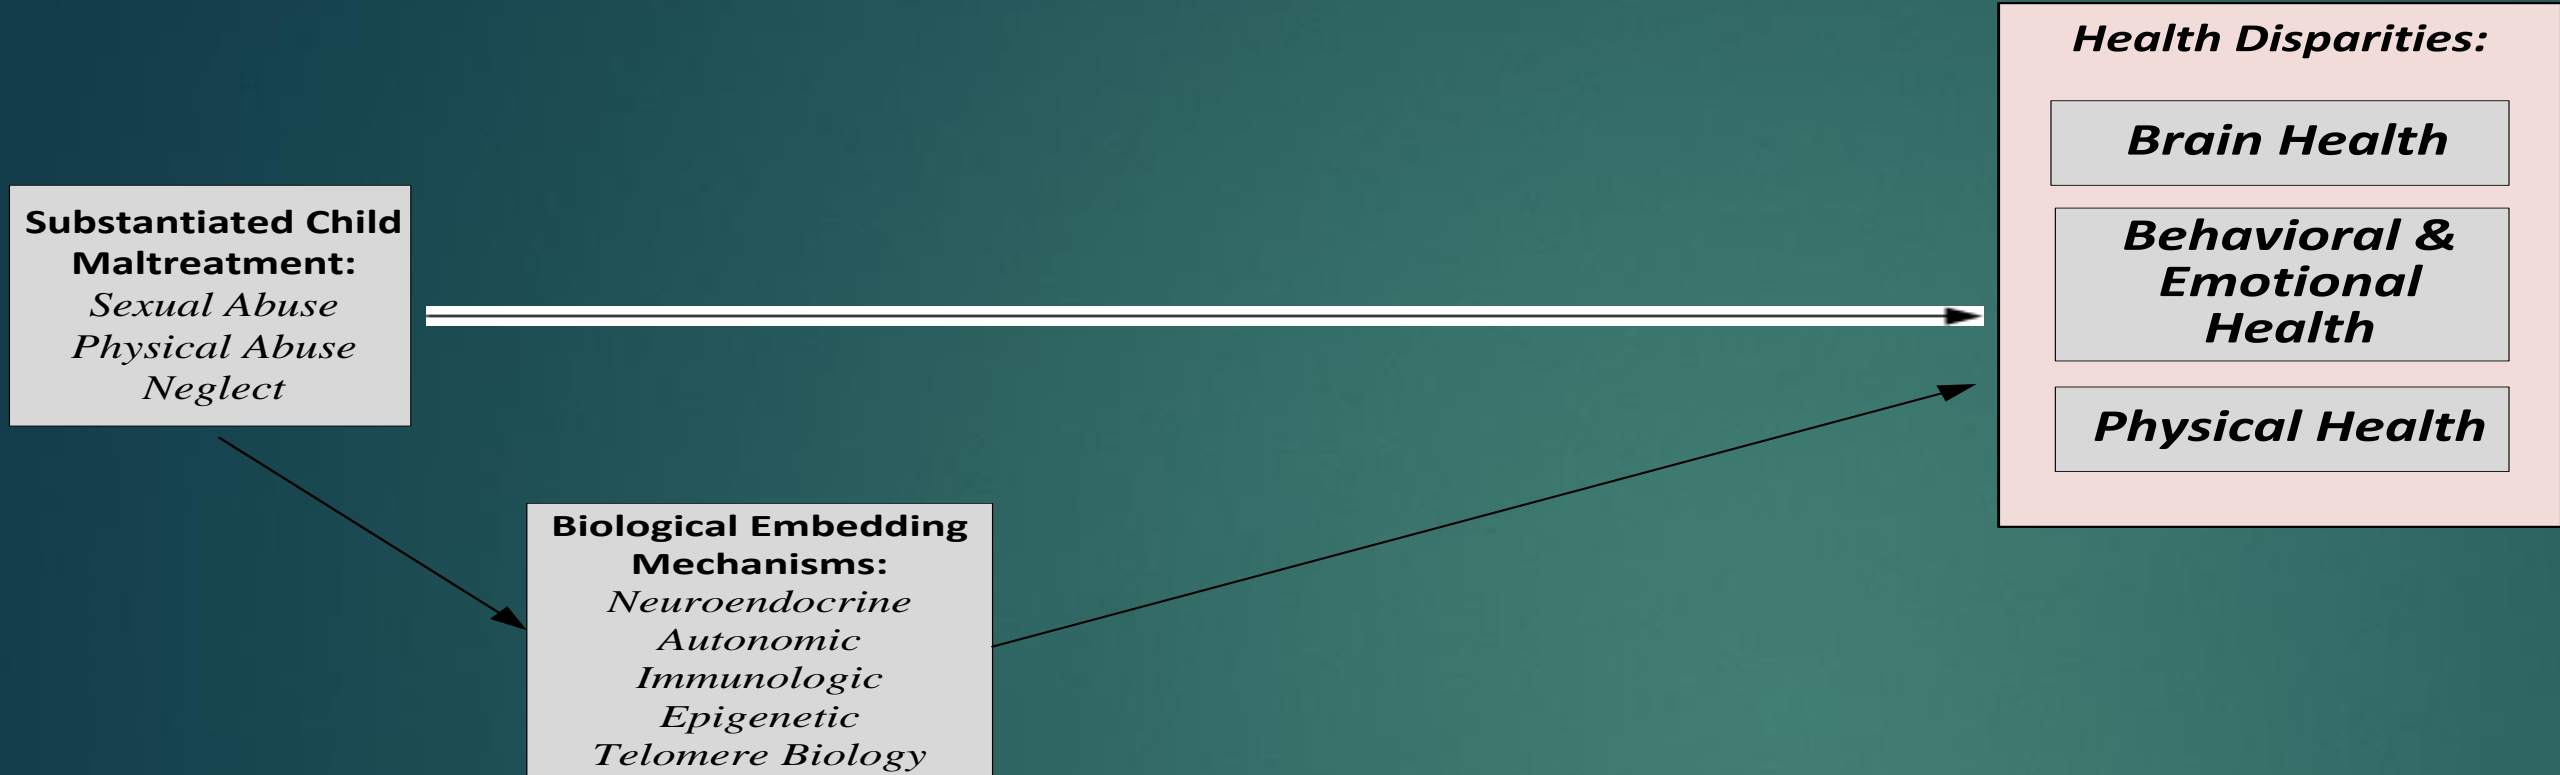 Substantiated Child
Maltreatment:
Sexual Abuse
Physical Abuse
Neglect
Biological Embedding
Mechanisms:
Neuroendocrine
Autonomic
Immunologic
Epigenetic
Telomere Biology
Health Disparities:
Brain Health
Behavioral &
Emotional
Health
Physical Health